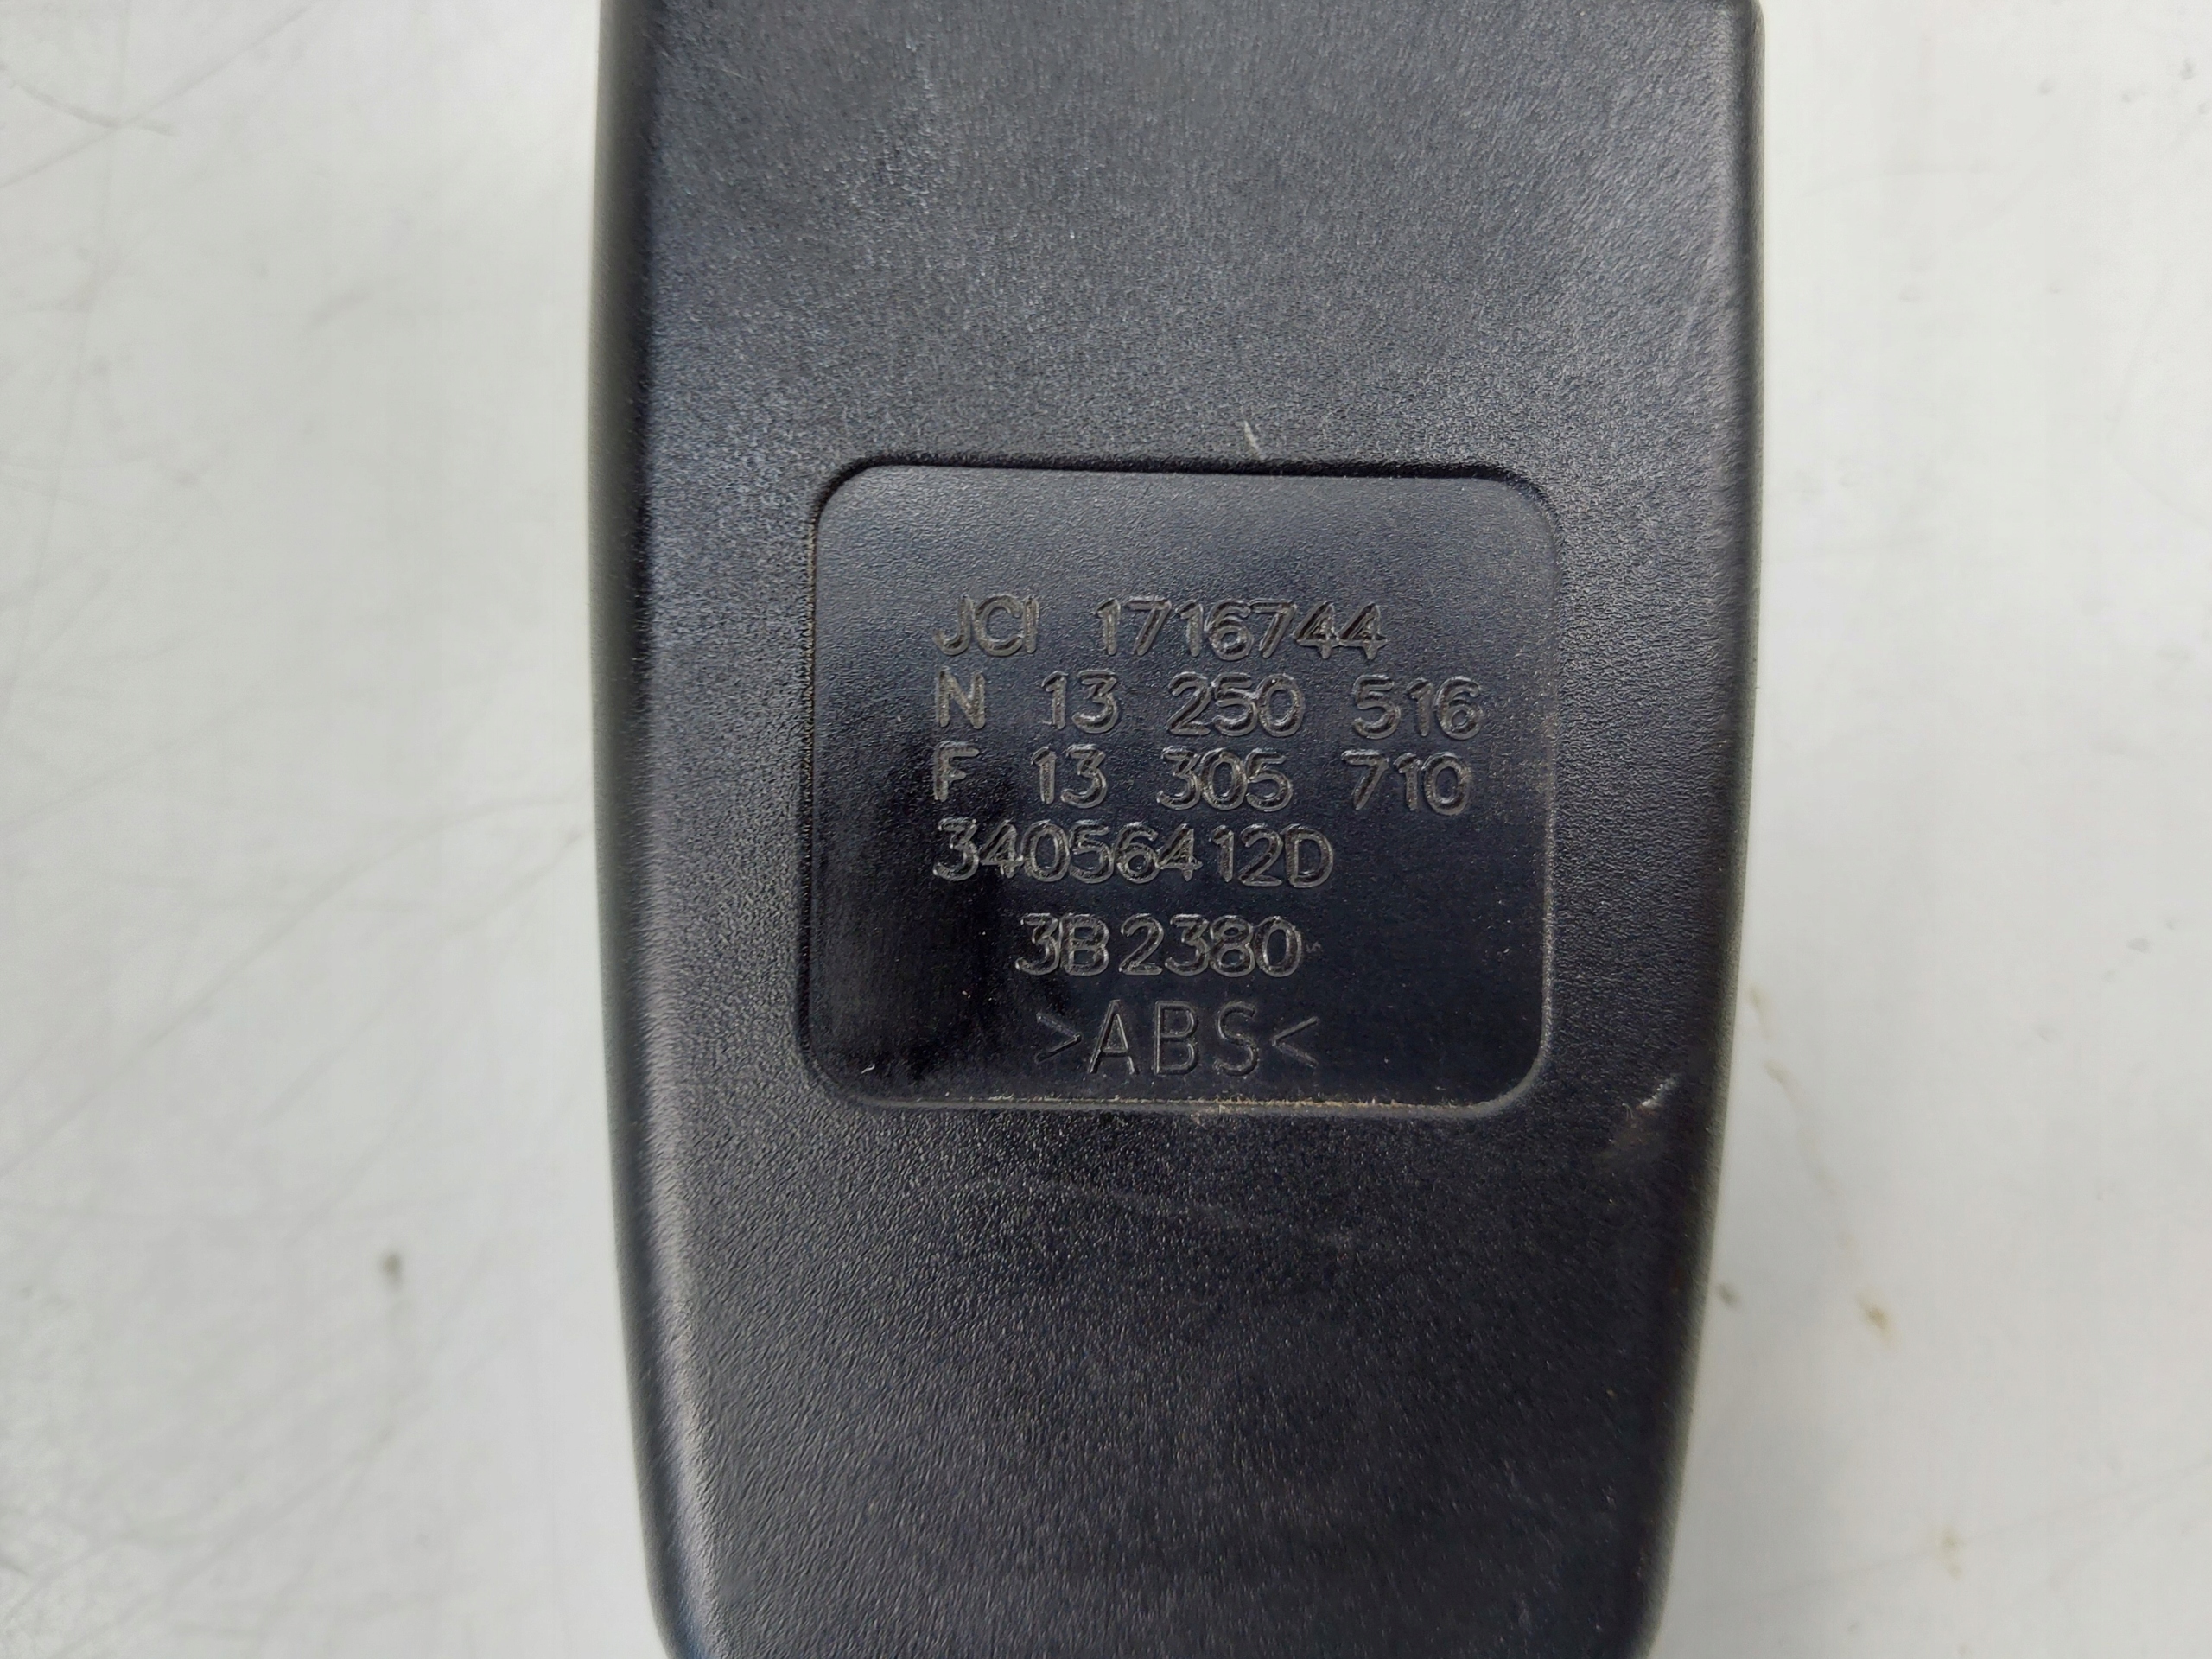 JCI 1716744
N 13 250 516
F 13 305 710
34056412D
3B2380
>ABS<